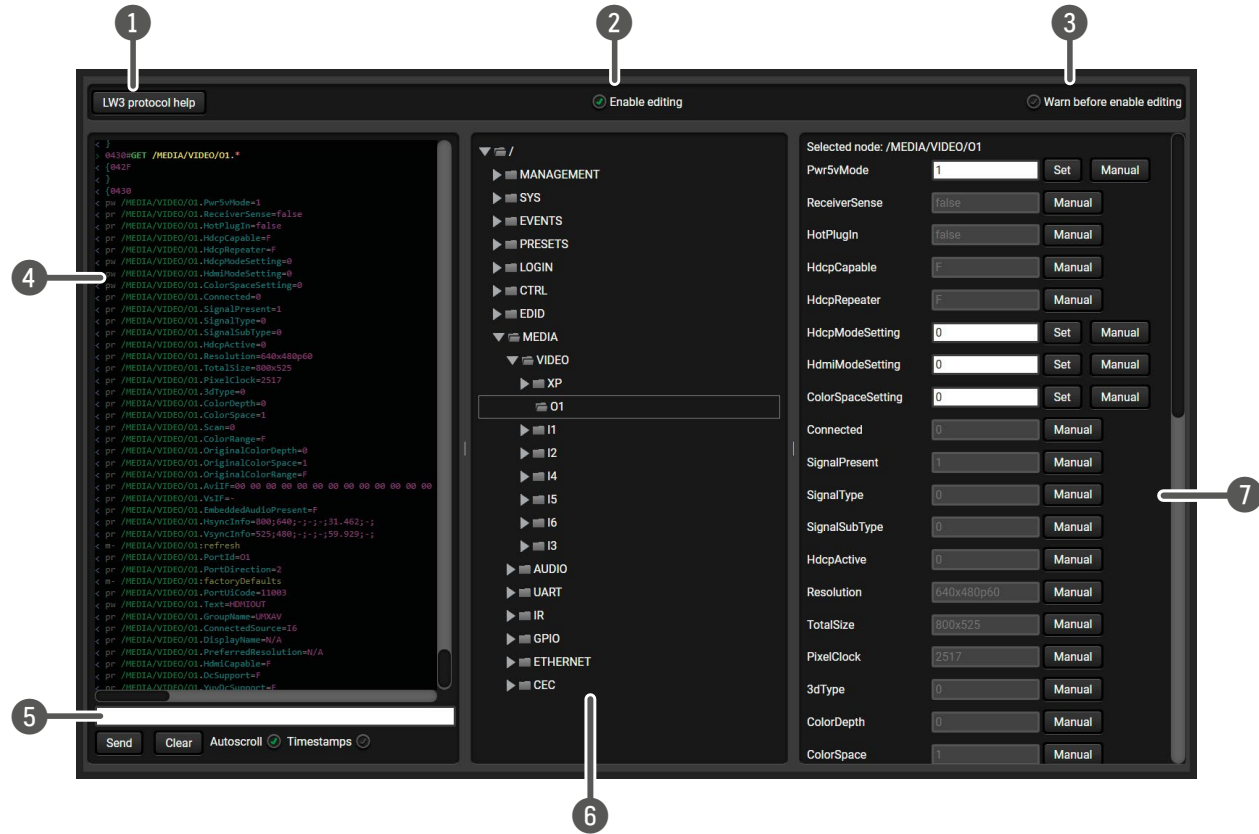 1
2
3
LW3 protocol help
Enable editing
Warn before enable editing
4
< }
> 0430#GET /MEDIA/VIDEO/O1.*
< {042F
< }
< {0430
< pw /MEDIA/VIDEO/O1.Pwr5vMode=1
< pr /MEDIA/VIDEO/O1.ReceiverSense=false
< pr /MEDIA/VIDEO/O1.HotPlugIn=false
< pr /MEDIA/VIDEO/O1.HdcpCapable=F
< pr /MEDIA/VIDEO/O1.HdcpRepeater=F
< pw /MEDIA/VIDEO/O1.HdcpModeSetting=0
< pw /MEDIA/VIDEO/O1.HdmiModeSetting=0
< pw /MEDIA/VIDEO/O1.ColorSpaceSetting=0
< pr /MEDIA/VIDEO/O1.Connected=0
< pr /MEDIA/VIDEO/O1.SignalPresent=1
< pr /MEDIA/VIDEO/O1.SignalType=0
< pr /MEDIA/VIDEO/O1.SignalSubType=0
< pr /MEDIA/VIDEO/O1.HdcpActive=0
< pr /MEDIA/VIDEO/O1.Resolution=640x480p60
< pr /MEDIA/VIDEO/O1.TotalSize=800x525
< pr /MEDIA/VIDEO/O1.PixelClock=2517
< pr /MEDIA/VIDEO/O1.3dType=0
< pr /MEDIA/VIDEO/O1.ColorDepth=0
< pr /MEDIA/VIDEO/O1.ColorSpace=1
< pr /MEDIA/VIDEO/O1.Scan=0
< pr /MEDIA/VIDEO/O1.ColorRange=F
< pr /MEDIA/VIDEO/O1.OriginalColorDepth=0
< pr /MEDIA/VIDEO/O1.OriginalColorSpace=1
< pr /MEDIA/VIDEO/O1.OriginalColorRange=F
< pr /MEDIA/VIDEO/O1.AviIF=00 00 00 00 00 00 00 00 00 00 00 00 00
< pr /MEDIA/VIDEO/O1.VsIF=-
< pr /MEDIA/VIDEO/O1.EmbeddedAudioPresent=F
< pr /MEDIA/VIDEO/O1.HsyncInfo=800;640;-;-;-;31.462;-;
< pr /MEDIA/VIDEO/O1.VsyncInfo=525;480;-;-;-;59.929;-;
< m- /MEDIA/VIDEO/O1:refresh
< pr /MEDIA/VIDEO/O1.PortId=O1
< pr /MEDIA/VIDEO/O1.PortDirection=2
< m- /MEDIA/VIDEO/O1:factoryDefaults
< pr /MEDIA/VIDEO/O1.PortUiCode=11003
< pw /MEDIA/VIDEO/O1.Text=HDMIOUT
< pr /MEDIA/VIDEO/O1.GroupName=UMXAV
< pr /MEDIA/VIDEO/O1.ConnectedSource=I6
< pr /MEDIA/VIDEO/O1.DisplayName=N/A
< pr /MEDIA/VIDEO/O1.PreferredResolution=N/A
< pr /MEDIA/VIDEO/O1.HdmiCapable=F
< pr /MEDIA/VIDEO/O1.DcSupport=F
< pr /MEDIA/VIDEO/O1.YuvDcSupport=F
5
Send
Clear
Autoscroll
Timestamps
/
MANAGEMENT
SYS
EVENTS
PRESETS
LOGIN
CTRL
EDID
MEDIA
VIDEO
XP
O1
I1
I2
I4
I5
I6
I3
AUDIO
UART
IR
GPIO
ETHERNET
CEC
6
Selected node: /MEDIA/VIDEO/O1
Pwr5vMode 1 Set Manual
ReceiverSense false Manual
HotPlugIn false Manual
HdcpCapable F Manual
HdcpRepeater F Manual
HdcpModeSetting 0 Set Manual
HdmiModeSetting 0 Set Manual
ColorSpaceSetting 0 Set Manual
Connected 0 Manual
SignalPresent 1 Manual
SignalType 0 Manual
SignalSubType 0 Manual
HdcpActive 0 Manual
Resolution 640x480p60 Manual
TotalSize 800x525 Manual
PixelClock 2517 Manual
3dType 0 Manual
ColorDepth 0 Manual
ColorSpace 1 Manual
7